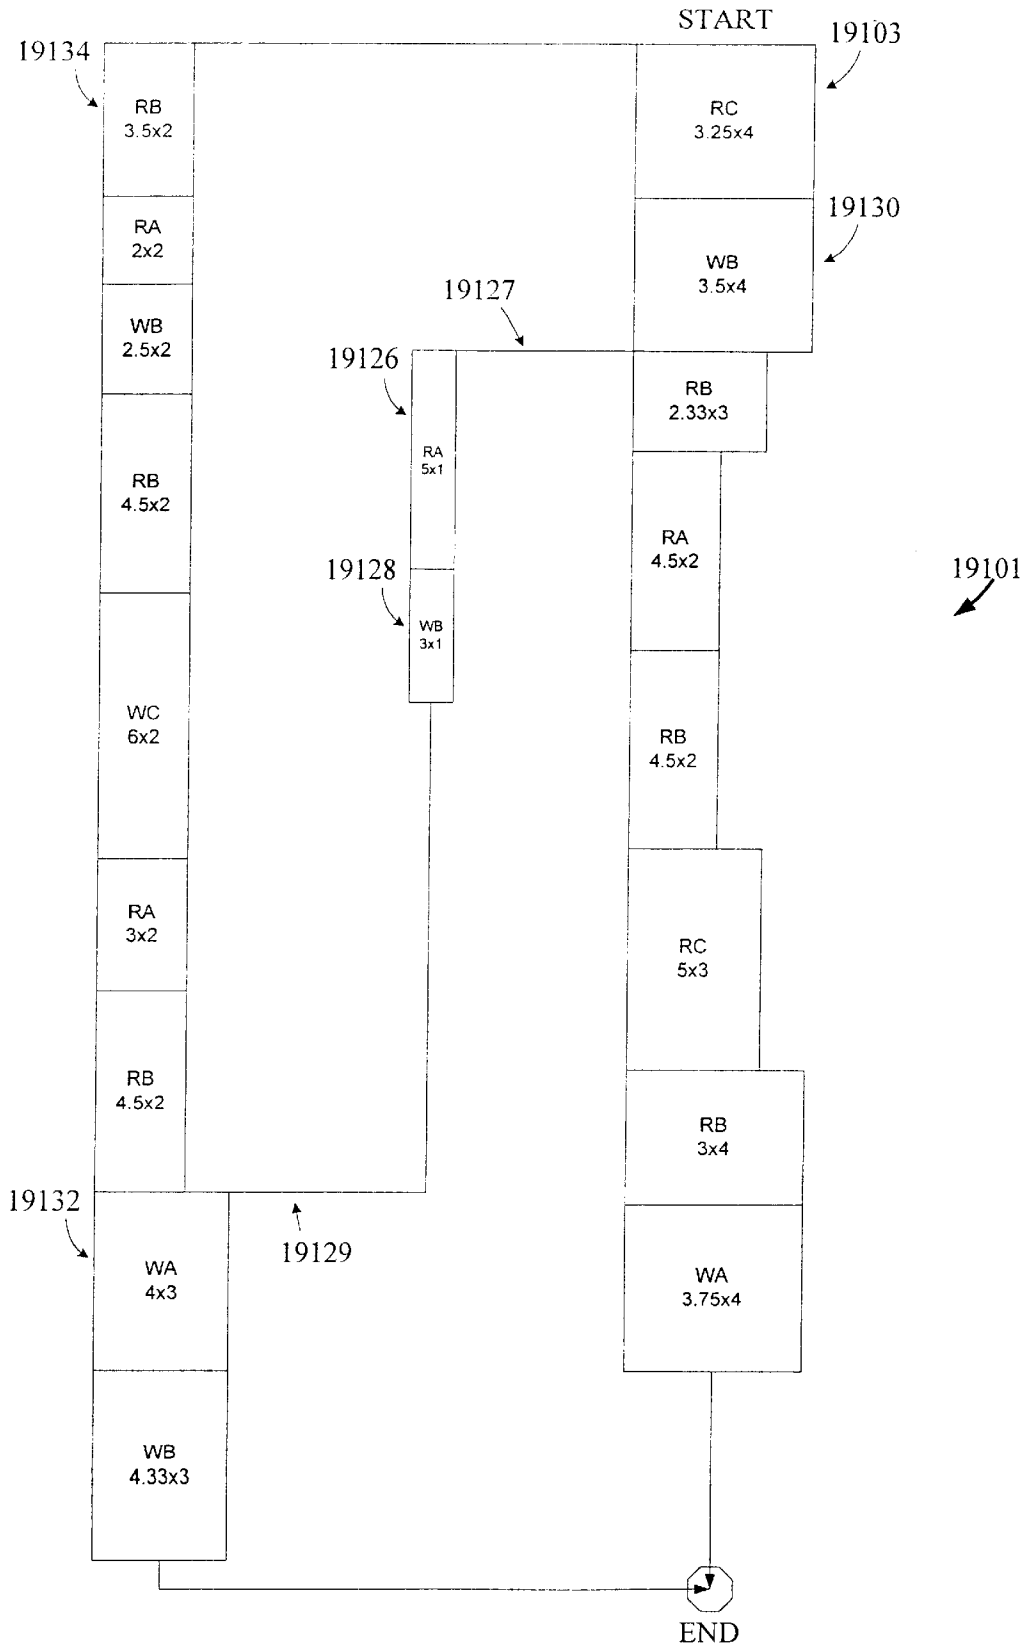 START
19134
19103
RB
3.5x2
RC
3.25x4
19130
RA
2x2
WB
3.5x4
19127
WB
2.5x2
19126
RB
2.33x3
RA
5x1
RB
4.5x2
RA
4.5x2
19128
19101
WB
3x1
WC
6x2
RB
4.5x2
RA
3x2
RC
5x3
RB
4.5x2
RB
3x4
19132
19129
WA
4x3
WA
3.75x4
WB
4.33x3
END